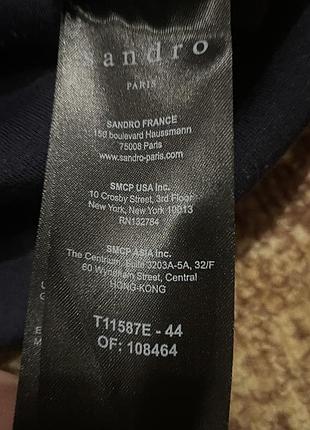 sandro
PARIS
SANDRO FRANCE
150 boulevard Haussmann
75008 Paris
www.sandro-paris.com
SMCP USA Inc.
10 Crosby Street, 3rd Floor
New York, New York 10013
RN132784
SMCP ASIA Inc.
The Centrium, Suite 3203A-5A, 32/F
60 Wyndham Street, Central
HONG-KONG
T11587E - 44
OF: 108464